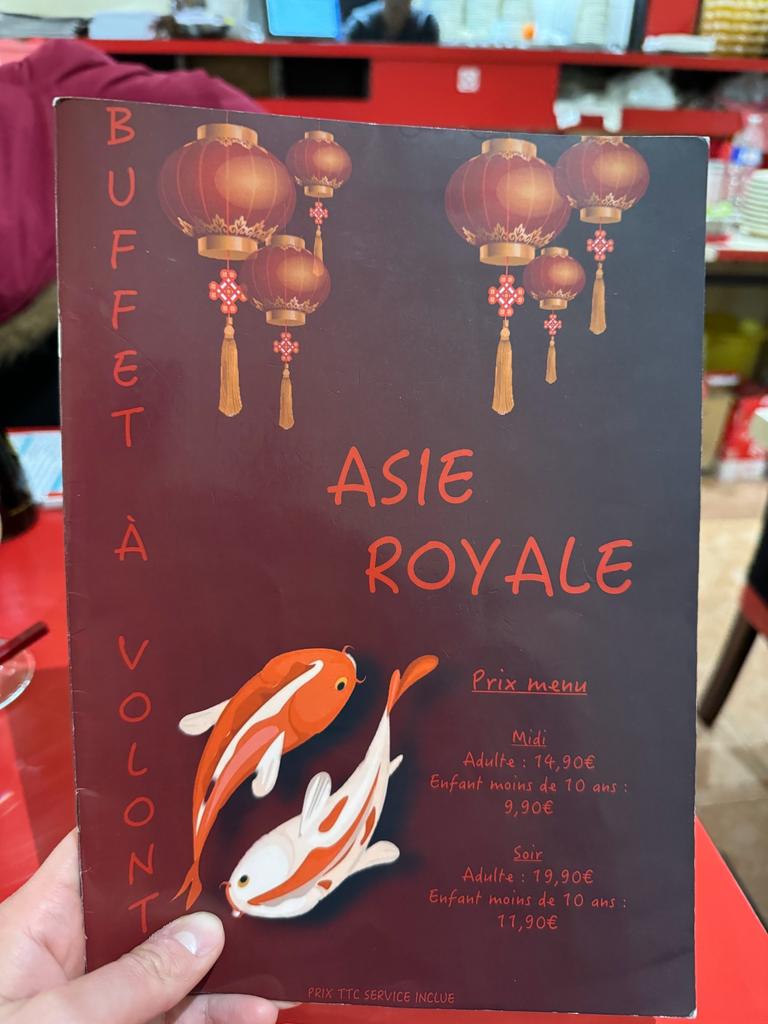 BUFFET À VOLONT
ASIE
ROYALE
Prix menu
Midi
Adulte : 14,90€
Enfant moins de 10 ans :
9,90€
Soir
Adulte : 19,90€
Enfant moins de 10 ans :
11,90€
PRIX TTC SERVICE INCLUE